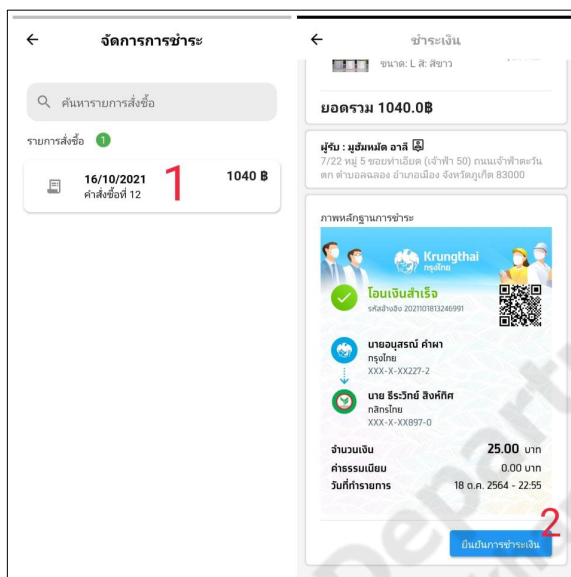 จัดการการชำระ
ค้นหารายการสั่งซื้อ
รายการสั่งซื้อ 1
16/10/2021
1040 ฿
คำสั่งซื้อที่ 12
1
ชำระเงิน
ขนาด: L สี: สีขาว
ยอดรวม 1040.0฿
ผู้รับ : มูฮัมหมัด อาลี
7/22 หมู่ 5 ซอยท่าเอียด (เจ้าฟ้า 50) ถนนเจ้าฟ้าตะวัน
ตก ตำบลฉลอง อำเภอเมือง จังหวัดภูเก็ต 83000
ภาพหลักฐานการชำระ
Krungthai
กรุงไทย
โอนเงินสำเร็จ
รหัสอ้างอิง 2021101813246991
นายอนุสรณ์ คำผา
กรุงไทย
XXX-X-XX227-2
นาย ธีระวิทย์ สิงห์ทิศ
กสิกรไทย
XXX-X-XX897-0
จำนวนเงิน 25.00 บาท
ค่าธรรมเนียม 0.00 บาท
วันที่ทำรายการ 18 ต.ค. 2564 - 22:55
2
ยืนยันการชำระเงิน